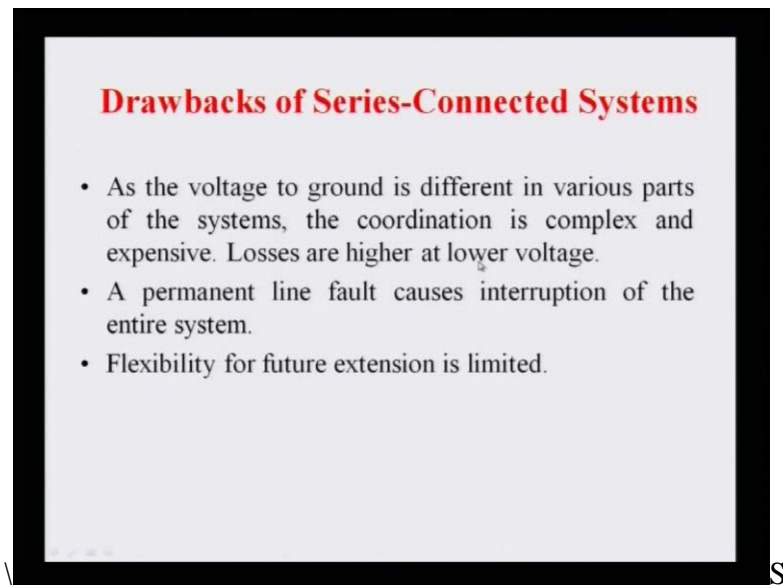 Drawbacks of Series-Connected Systems
• As the voltage to ground is different in various parts
of the systems, the coordination is complex and
expensive. Losses are higher at lower voltage.
• A permanent line fault causes interruption of the
entire system.
• Flexibility for future extension is limited.
\
S